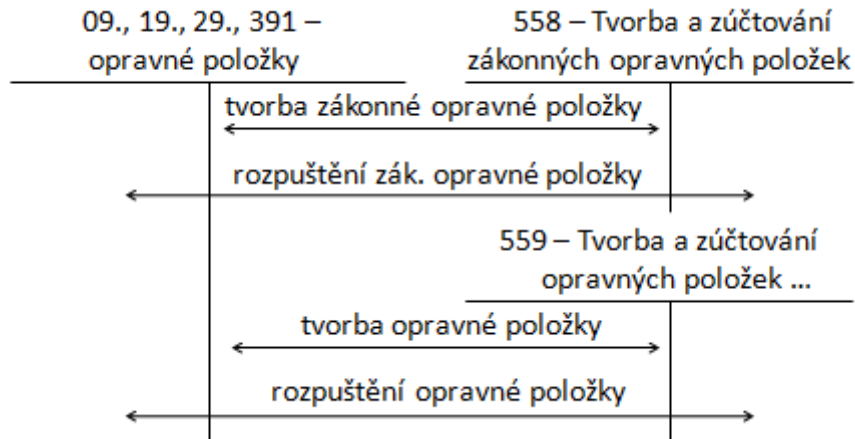 09., 19., 29., 391 –
opravné položky
558 – Tvorba a zúčtování
zákonných opravných položek
tvorba zákonné opravné položky
rozpuštění zák. opravné položky
559 – Tvorba a zúčtování
opravných položek ...
tvorba opravné položky
rozpuštění opravné položky